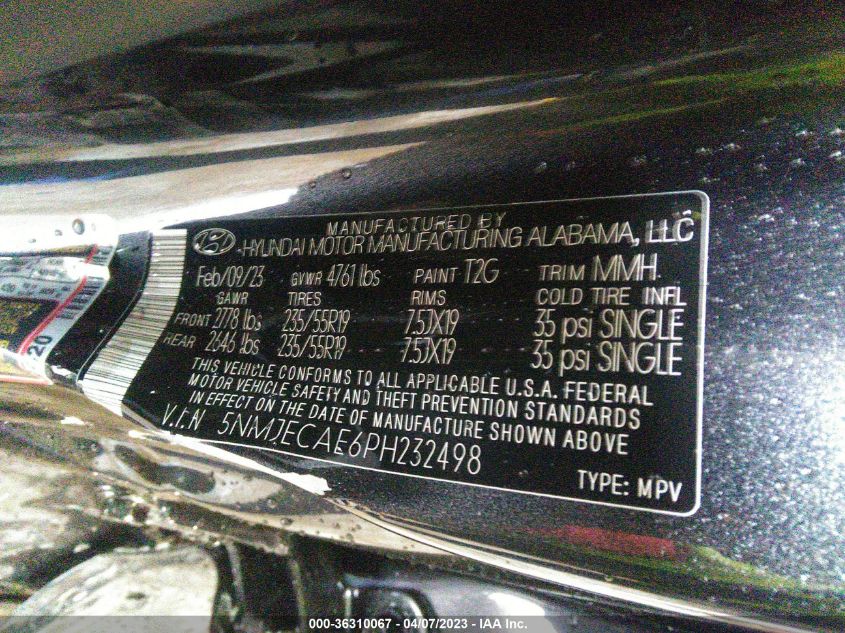 MANUFACTURED BY
HYUNDAI MOTOR MANUFACTURING ALABAMA, LLC
Feb/09/23 GVWR 4761 lbs PAINT T2G TRIM MMH
GAWR TIRES RIMS COLD TIRE INFL
FRONT 2778 lbs 235/55R19 7.5JX19 35 psi SINGLE
REAR 2646 lbs 235/55R19 7.5JX19 35 psi SINGLE
THIS VEHICLE CONFORMS TO ALL APPLICABLE U.S.A. FEDERAL
MOTOR VEHICLE SAFETY AND THEFT PREVENTION STANDARDS
IN EFFECT ON THE DATE OF MANUFACTURE SHOWN ABOVE
V.I.N 5NMJECAE6PH232498
TYPE: MPV
20
000-36310067 - 04/07/2023 - IAA Inc.